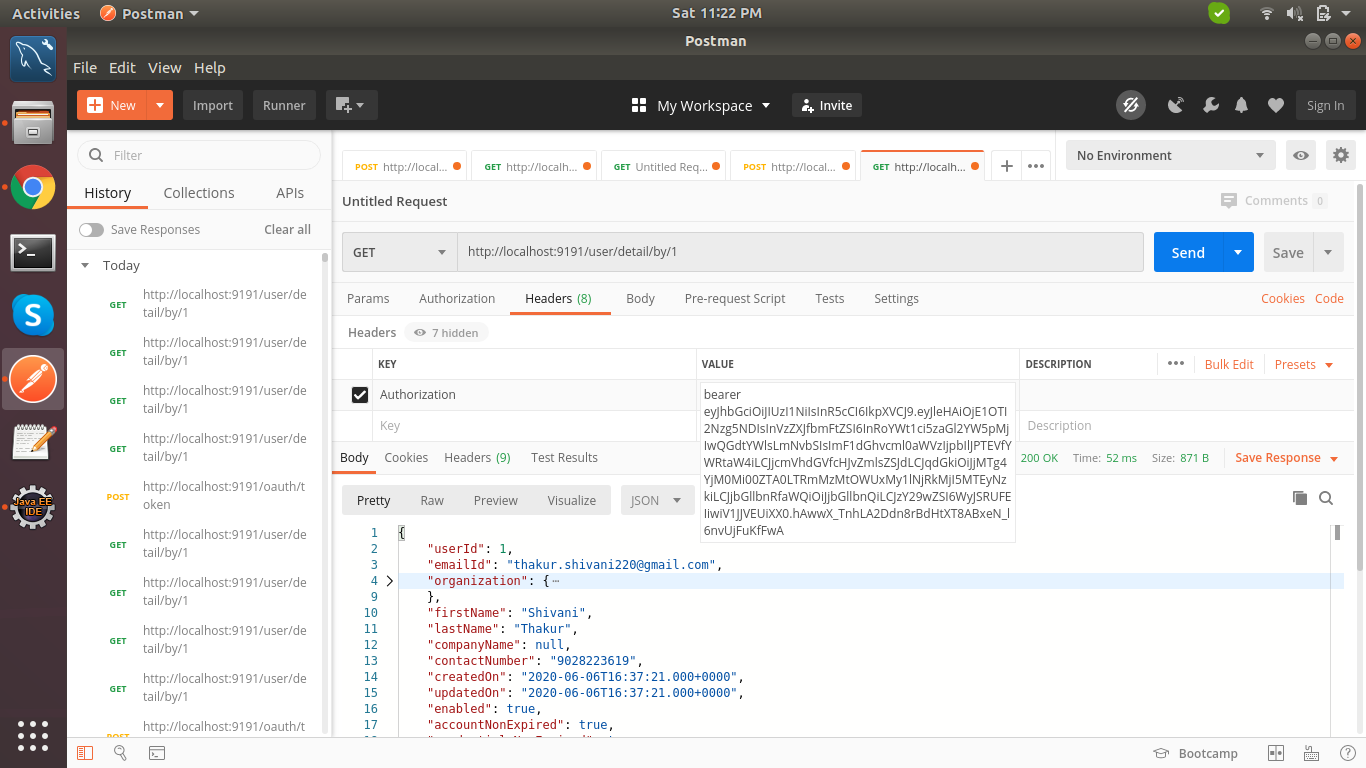 Activities
Postman
Sat 11:22 PM
Postman
File Edit View Help
New
Import
Runner
My Workspace
Invite
Sign In
Filter
History
Collections
APIs
Save Responses
Clear all
Today
GET http://localhost:9191/user/de
tail/by/1
GET http://localhost:9191/user/de
tail/by/1
GET http://localhost:9191/user/de
tail/by/1
GET http://localhost:9191/user/de
tail/by/1
POST http://localhost:9191/oauth/t
oken
GET http://localhost:9191/user/de
tail/by/1
GET http://localhost:9191/user/de
tail/by/1
GET http://localhost:9191/user/de
tail/by/1
GET http://localhost:9191/user/de
tail/by/1
POST http://localhost:9191/oauth/t
POST http://local...
GET http://localh...
GET Untitled Req...
POST http://local...
GET http://localh...
No Environment
Untitled Request
Comments 0
GET
http://localhost:9191/user/detail/by/1
Send
Save
Params
Authorization
Headers (8)
Body
Pre-request Script
Tests
Settings
Cookies
Code
Headers
7 hidden
KEY
VALUE
DESCRIPTION
Bulk Edit
Presets
Authorization
bearer
eyJhbGciOiJIUzI1NiIsInR5cCI6IkpXVCJ9.eyJleHAiOjE1OTI
2Nzg5NDIsInVzZXJfbmFtZSI6InRoYWt1ci5zaGl2YW5pMj
IwQGdtYWlsLmNvbSIsImF1dGhvcml0aWVzIjpbIlJPTEVfY
WRtaW4iLCJjcmVhdGVfcHJvZmlsZSJdLCJqdGkiOiJjMTg4
YjM0Mi00ZTA0LTRmMzMtOWUxMy1lNjRkMjI5MTEyNz
kiLCJjbGllbnRfaWQiOiJjbGllbnQiLCJzY29wZSI6WyJSRUFE
IiwiV1JJVEUiXX0.hAwwX_TnhLA2Ddn8rBdHtXT8ABxeN_l
6nvUjFuKfFwA
Key
Description
Body
Cookies
Headers (9)
Test Results
200 OK
Time: 52 ms
Size: 871 B
Save Response
Pretty
Raw
Preview
Visualize
JSON
1 {
2 "userId": 1,
3 "emailId": "thakur.shivani220@gmail.com",
4 "organization": {⋯
9 },
10 "firstName": "Shivani",
11 "lastName": "Thakur",
12 "companyName": null,
13 "contactNumber": "9028223619",
14 "createdOn": "2020-06-06T16:37:21.000+0000",
15 "updatedOn": "2020-06-06T16:37:21.000+0000",
16 "enabled": true,
17 "accountNonExpired": true,
Java EE
IDE
Bootcamp